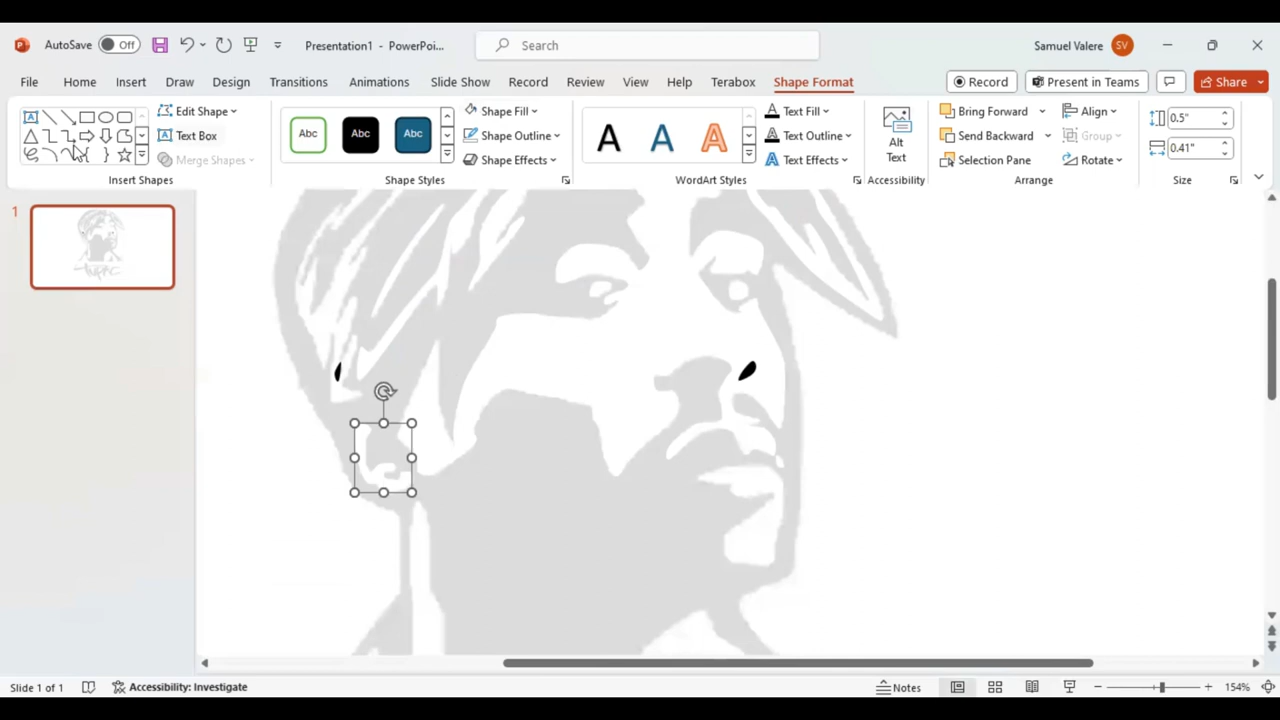 AutoSave Off Presentation1 - PowerPoi... Search Samuel Valere SV
File Home Insert Draw Design Transitions Animations Slide Show Record Review View Help Terabox Shape Format Record Present in Teams Share
Edit Shape
Text Box
Merge Shapes
Insert Shapes
Abc Abc Abc
Shape Fill
Shape Outline
Shape Effects
Shape Styles
A A A
Text Fill
Text Outline
Text Effects
WordArt Styles
Alt
Text
Accessibility
Bring Forward
Send Backward
Selection Pane
Align
Group
Rotate
Arrange
0.5"
0.41"
Size
1
Slide 1 of 1 Accessibility: Investigate Notes 154%